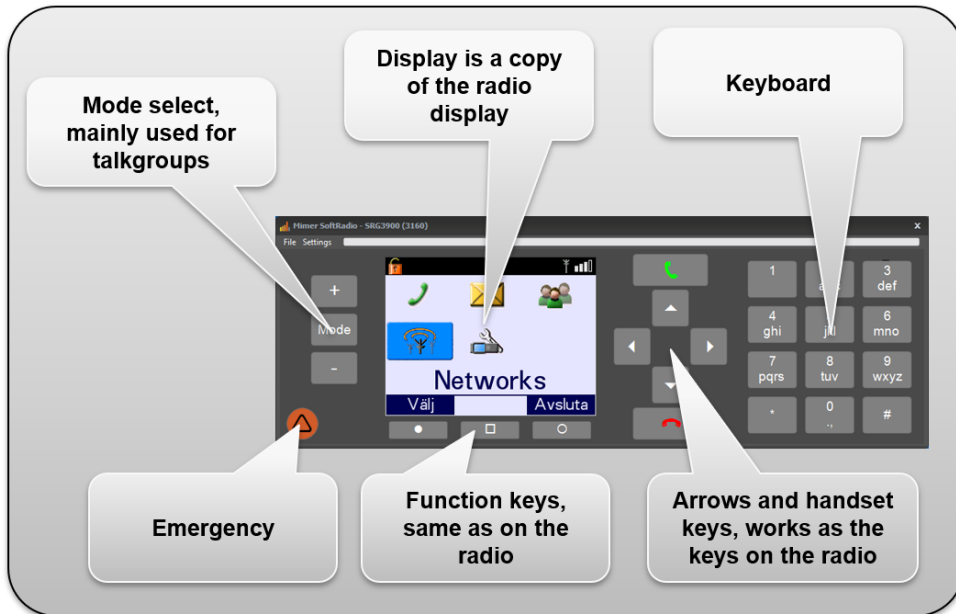 Mode select,
mainly used for
talkgroups
Display is a copy
of the radio
display
Keyboard
Mimer SoftRadio - SRG3900 (3160)
x
File Settings
+
Mode
-
Networks
Välj
Avsluta
1
3
def
4
ghi
6
mno
7
pqrs
8
tuv
9
wxyz
*
0
.,
#
Emergency
Function keys,
same as on the
radio
Arrows and handset
keys, works as the
keys on the radio